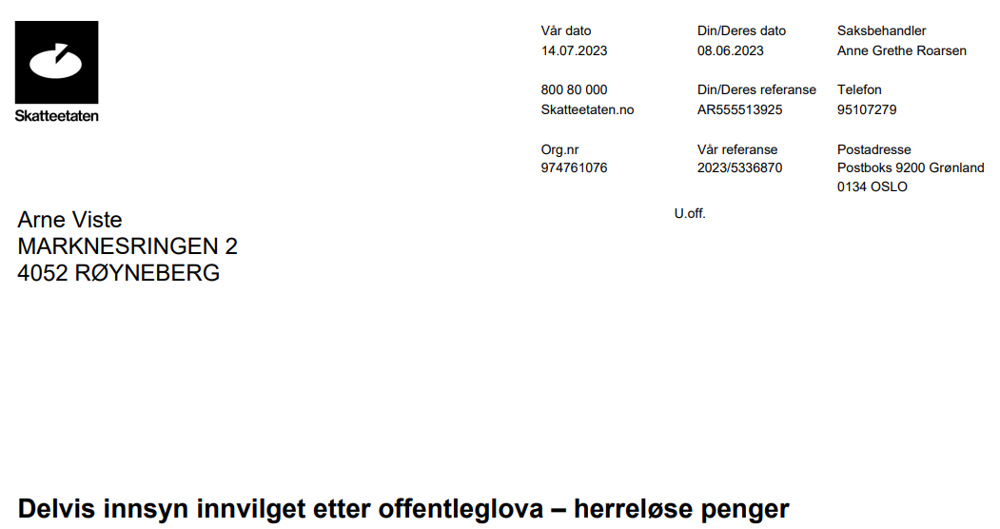 Skatteetaten
Vår dato
14.07.2023
Din/Deres dato
08.06.2023
Saksbehandler
Anne Grethe Roarsen
800 80 000
Skatteetaten.no
Din/Deres referanse
AR555513925
Telefon
95107279
Org.nr
974761076
Vår referanse
2023/5336870
Postadresse
Postboks 9200 Grønland
0134 OSLO
U.off.
Arne Viste
MARKNESRINGEN 2
4052 RØYNEBERG
Delvis innsyn innvilget etter offentleglova – herreløse penger